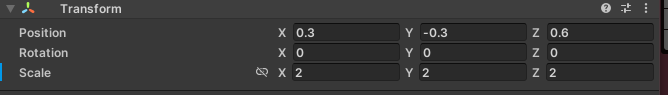 Transform
Position X 0.3 Y -0.3 Z 0.6
Rotation X 0 Y 0 Z 0
Scale X 2 Y 2 Z 2